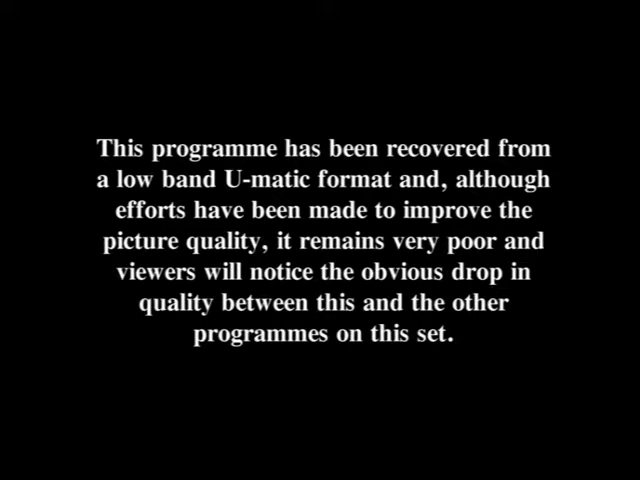 This programme has been recovered from
a low band U-matic format and, although
efforts have been made to improve the
picture quality, it remains very poor and
viewers will notice the obvious drop in
quality between this and the other
programmes on this set.